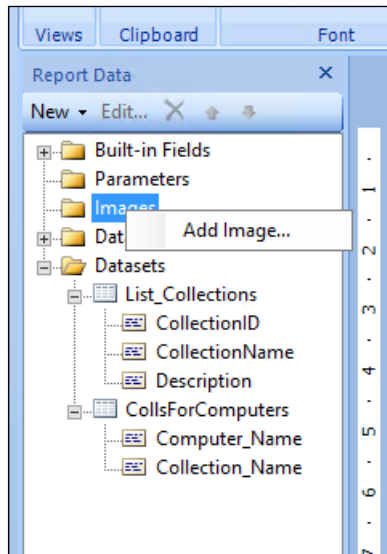 Views Clipboard Font
Report Data
New Edit...
Built-in Fields
Parameters
Images
Add Image...
Dat
Datasets
List_Collections
CollectionID
CollectionName
Description
CollsForComputers
Computer_Name
Collection_Name
1
2
3
4
5
6